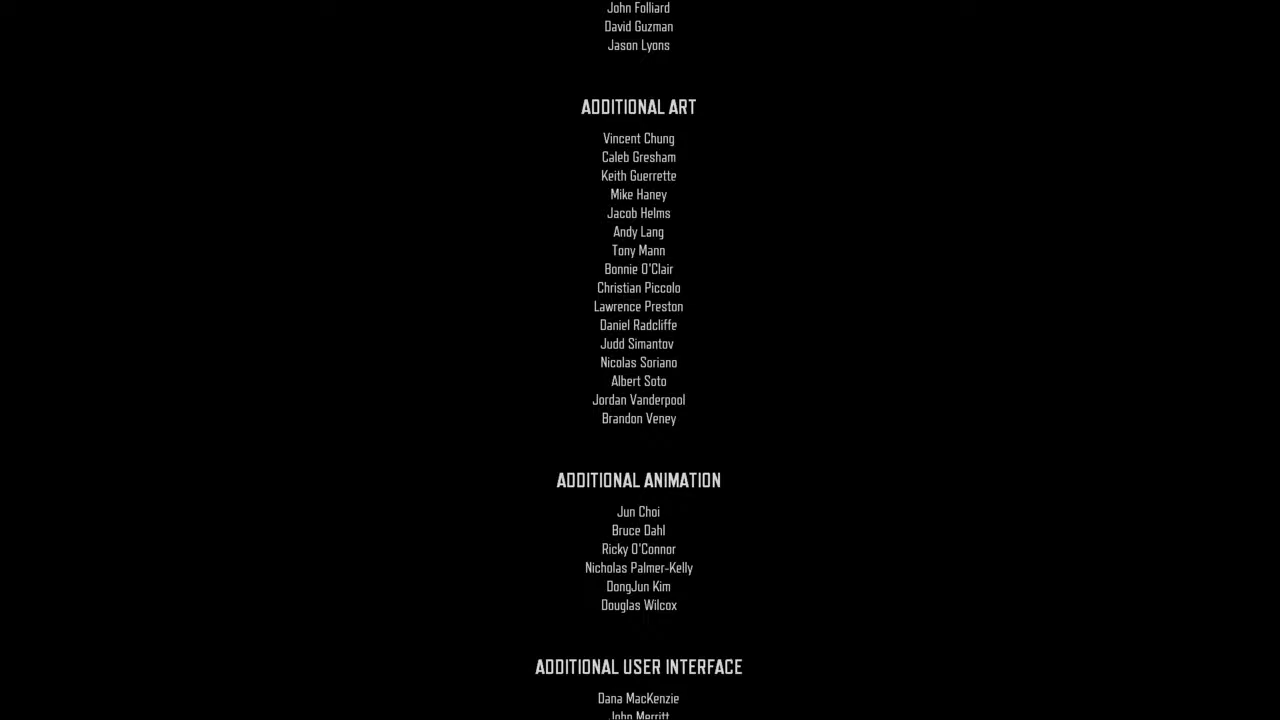 John Folliard
David Guzman
Jason Lyons
ADDITIONAL ART
Vincent Chung
Caleb Gresham
Keith Guerrette
Mike Haney
Jacob Helms
Andy Lang
Tony Mann
Bonnie O'Clair
Christian Piccolo
Lawrence Preston
Daniel Radcliffe
Judd Simantov
Nicolas Soriano
Albert Soto
Jordan Vanderpool
Brandon Veney
ADDITIONAL ANIMATION
Jun Choi
Bruce Dahl
Ricky O'Connor
Nicholas Palmer-Kelly
DongJun Kim
Douglas Wilcox
ADDITIONAL USER INTERFACE
Dana MacKenzie
John Merritt